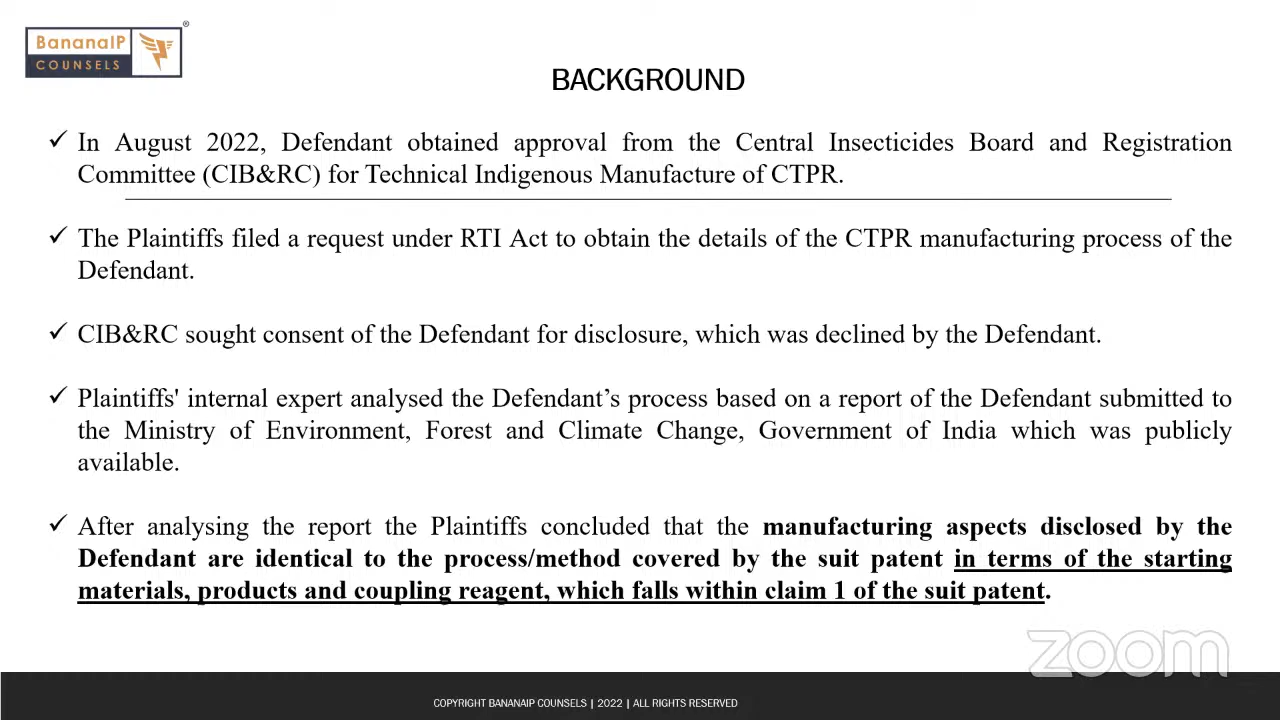 BananaIP
COUNSELS
®
BACKGROUND
✓ In August 2022, Defendant obtained approval from the Central Insecticides Board and Registration
Committee (CIB&RC) for Technical Indigenous Manufacture of CTPR.
✓ The Plaintiffs filed a request under RTI Act to obtain the details of the CTPR manufacturing process of the
Defendant.
✓ CIB&RC sought consent of the Defendant for disclosure, which was declined by the Defendant.
✓ Plaintiffs' internal expert analysed the Defendant’s process based on a report of the Defendant submitted to
the Ministry of Environment, Forest and Climate Change, Government of India which was publicly
available.
✓ After analysing the report the Plaintiffs concluded that the manufacturing aspects disclosed by the
Defendant are identical to the process/method covered by the suit patent in terms of the starting
materials, products and coupling reagent, which falls within claim 1 of the suit patent.
zoom
COPYRIGHT BANANAIP COUNSELS | 2022 | ALL RIGHTS RESERVED